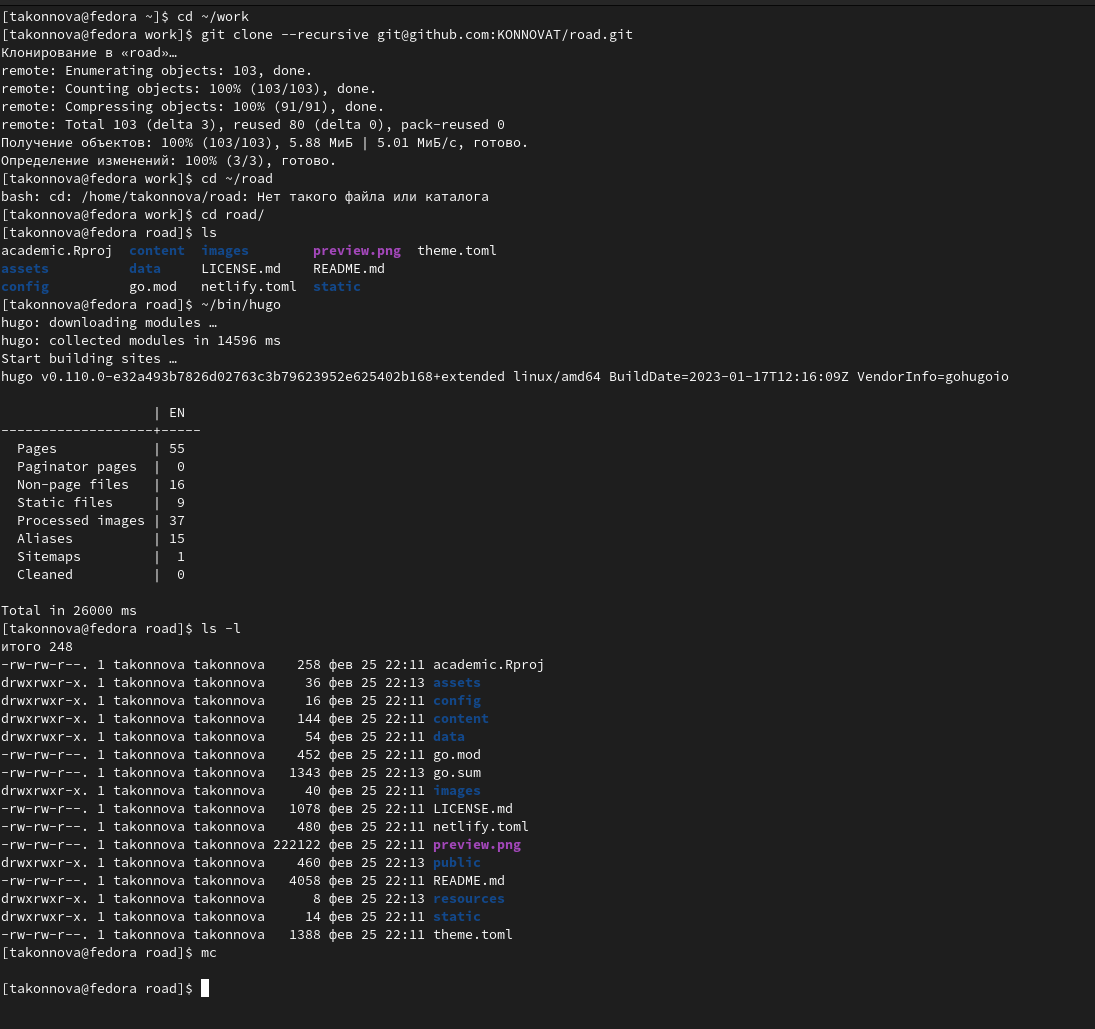 [takonnova@fedora ~]$ cd ~/work
[takonnova@fedora work]$ git clone --recursive git@github.com:KONNOVAT/road.git
Клонирование в «road»…
remote: Enumerating objects: 103, done.
remote: Counting objects: 100% (103/103), done.
remote: Compressing objects: 100% (91/91), done.
remote: Total 103 (delta 3), reused 80 (delta 0), pack-reused 0
Получение объектов: 100% (103/103), 5.88 МиБ | 5.01 МиБ/с, готово.
Определение изменений: 100% (3/3), готово.
[takonnova@fedora work]$ cd ~/road
bash: cd: /home/takonnova/road: Нет такого файла или каталога
[takonnova@fedora work]$ cd road/
[takonnova@fedora road]$ ls
academic.Rproj  content  images        preview.png  theme.toml
assets          data     LICENSE.md    README.md
config          go.mod   netlify.toml  static
[takonnova@fedora road]$ ~/bin/hugo
hugo: downloading modules …
hugo: collected modules in 14596 ms
Start building sites …
hugo v0.110.0-e32a493b7826d02763c3b79623952e625402b168+extended linux/amd64 BuildDate=2023-01-17T12:16:09Z VendorInfo=gohugoio
                   | EN
-------------------+-----
  Pages            | 55
  Paginator pages  |  0
  Non-page files   | 16
  Static files     |  9
  Processed images | 37
  Aliases          | 15
  Sitemaps         |  1
  Cleaned          |  0
Total in 26000 ms
[takonnova@fedora road]$ ls -l
итого 248
-rw-rw-r--. 1 takonnova takonnova    258 фев 25 22:11 academic.Rproj
drwxrwxr-x. 1 takonnova takonnova     36 фев 25 22:13 assets
drwxrwxr-x. 1 takonnova takonnova     16 фев 25 22:11 config
drwxrwxr-x. 1 takonnova takonnova    144 фев 25 22:11 content
drwxrwxr-x. 1 takonnova takonnova     54 фев 25 22:11 data
-rw-rw-r--. 1 takonnova takonnova    452 фев 25 22:11 go.mod
-rw-rw-r--. 1 takonnova takonnova   1343 фев 25 22:13 go.sum
drwxrwxr-x. 1 takonnova takonnova     40 фев 25 22:11 images
-rw-rw-r--. 1 takonnova takonnova   1078 фев 25 22:11 LICENSE.md
-rw-rw-r--. 1 takonnova takonnova    480 фев 25 22:11 netlify.toml
-rw-rw-r--. 1 takonnova takonnova 222122 фев 25 22:11 preview.png
drwxrwxr-x. 1 takonnova takonnova    460 фев 25 22:13 public
-rw-rw-r--. 1 takonnova takonnova   4058 фев 25 22:11 README.md
drwxrwxr-x. 1 takonnova takonnova      8 фев 25 22:13 resources
drwxrwxr-x. 1 takonnova takonnova     14 фев 25 22:11 static
-rw-rw-r--. 1 takonnova takonnova   1388 фев 25 22:11 theme.toml
[takonnova@fedora road]$ mc
[takonnova@fedora road]$